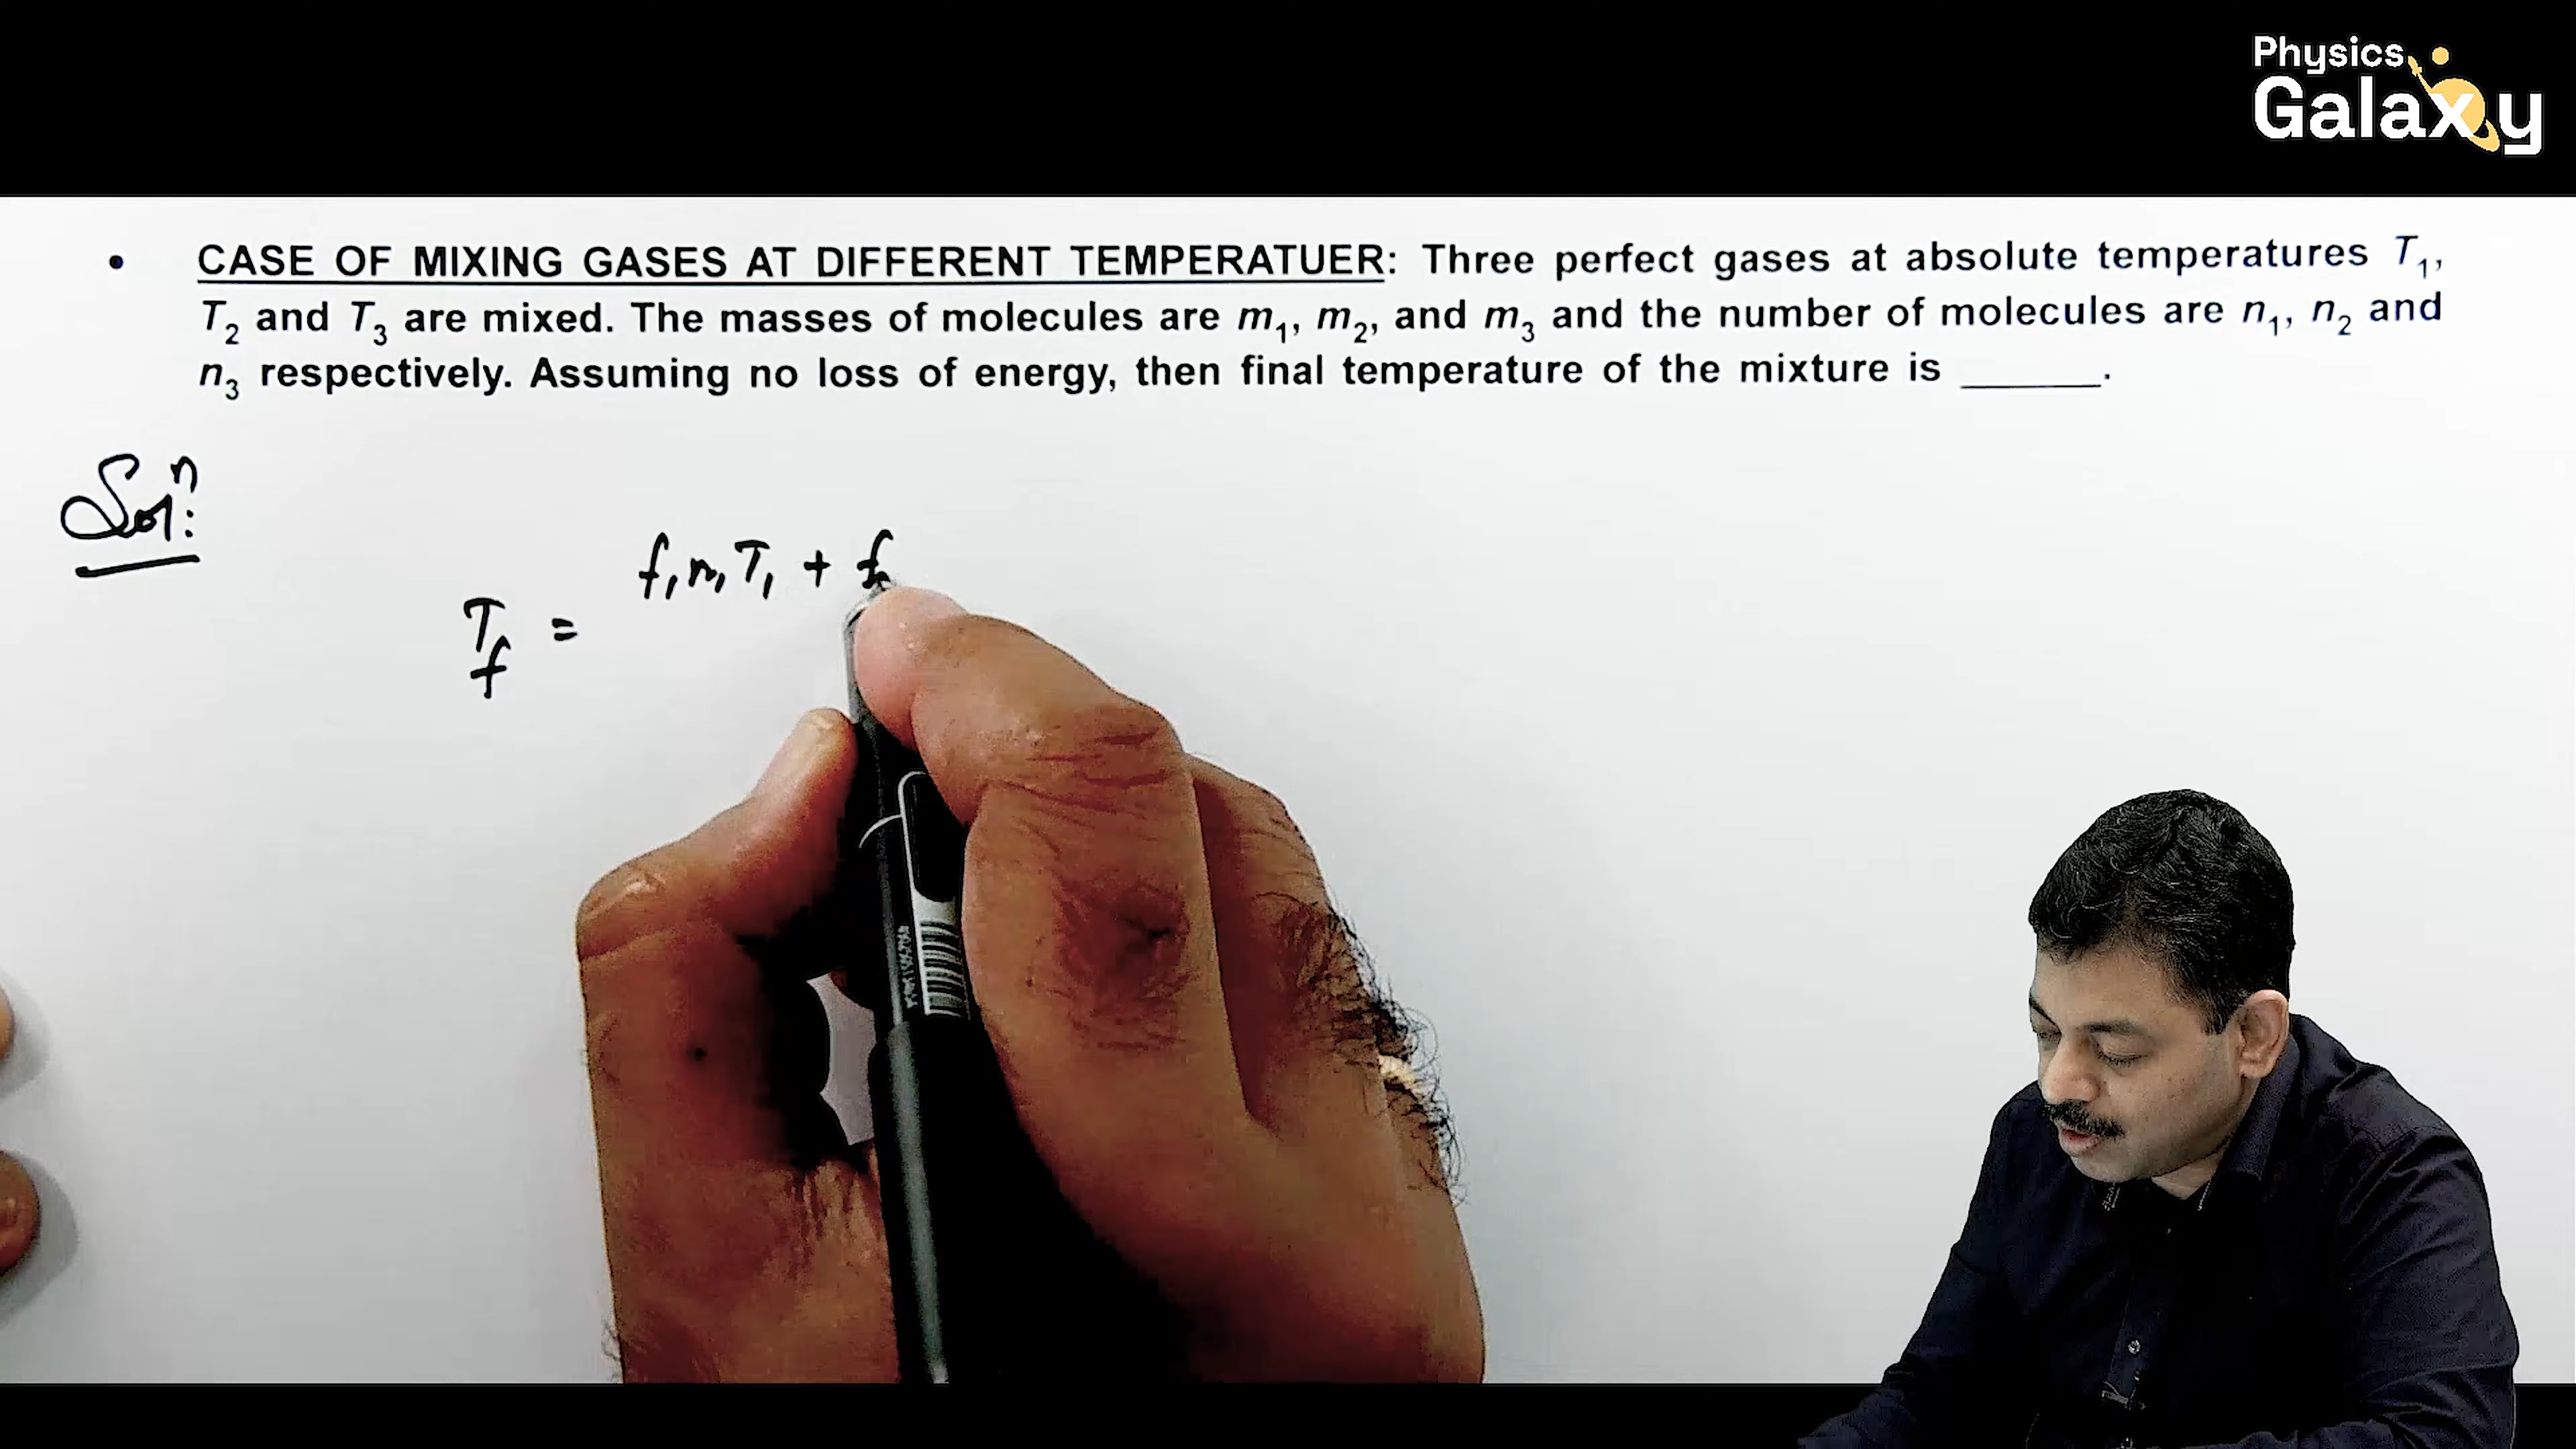 Physics
Galaxy
• CASE OF MIXING GASES AT DIFFERENT TEMPERATUER: Three perfect gases at absolute temperatures T₁,
T₂ and T₃ are mixed. The masses of molecules are m₁, m₂, and m₃ and the number of molecules are n₁, n₂ and
n₃ respectively. Assuming no loss of energy, then final temperature of the mixture is ______.
Solⁿ:
f₁n₁T₁ + f
T_f =